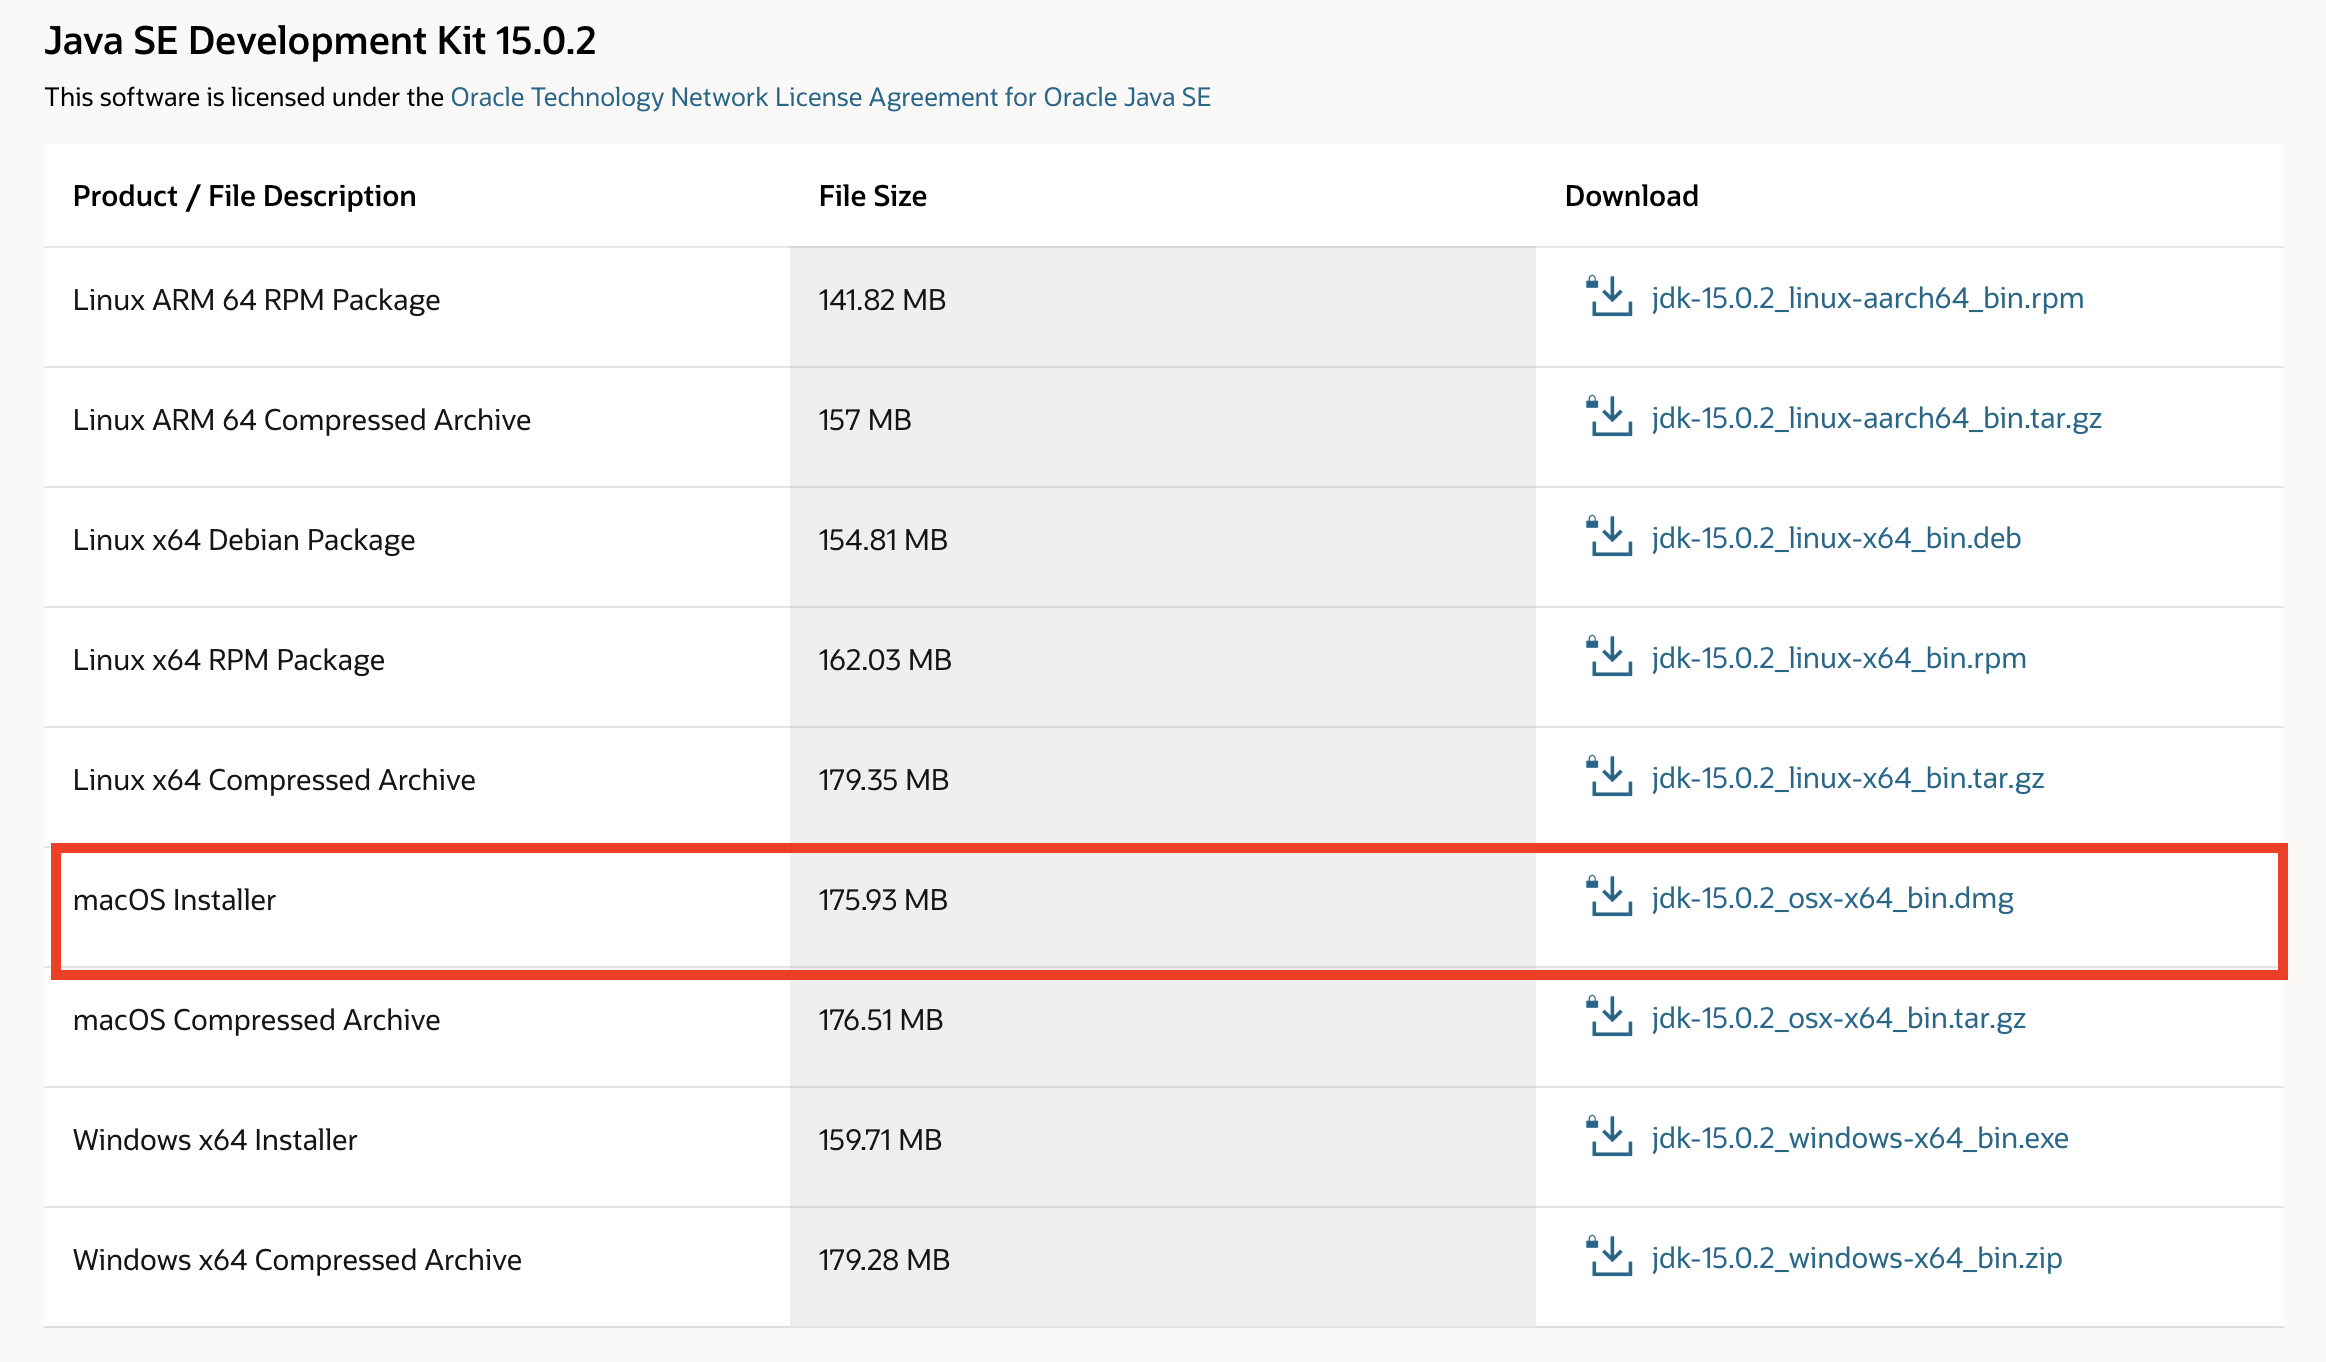 Java SE Development Kit 15.0.2
This software is licensed under the Oracle Technology Network License Agreement for Oracle Java SE
Product / File Description File Size Download
Linux ARM 64 RPM Package 141.82 MB jdk-15.0.2_linux-aarch64_bin.rpm
Linux ARM 64 Compressed Archive 157 MB jdk-15.0.2_linux-aarch64_bin.tar.gz
Linux x64 Debian Package 154.81 MB jdk-15.0.2_linux-x64_bin.deb
Linux x64 RPM Package 162.03 MB jdk-15.0.2_linux-x64_bin.rpm
Linux x64 Compressed Archive 179.35 MB jdk-15.0.2_linux-x64_bin.tar.gz
macOS Installer 175.93 MB jdk-15.0.2_osx-x64_bin.dmg
macOS Compressed Archive 176.51 MB jdk-15.0.2_osx-x64_bin.tar.gz
Windows x64 Installer 159.71 MB jdk-15.0.2_windows-x64_bin.exe
Windows x64 Compressed Archive 179.28 MB jdk-15.0.2_windows-x64_bin.zip